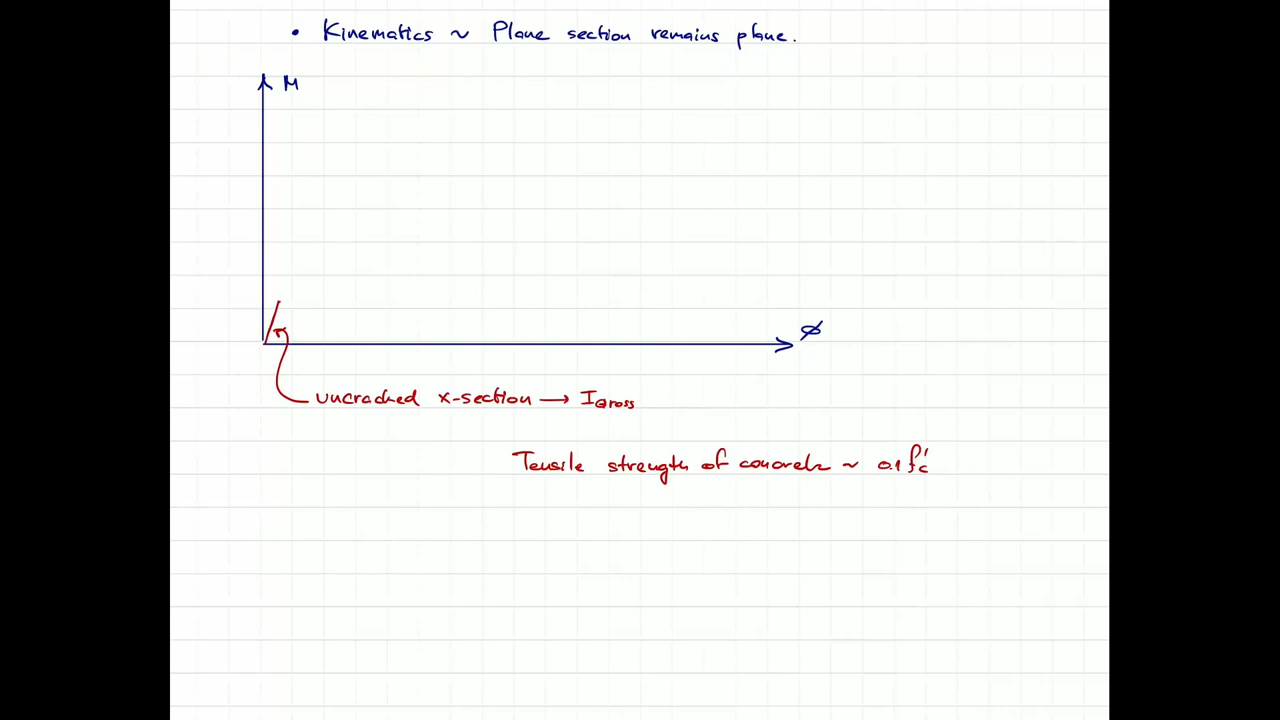 • Kinematics ~ Plane section remains plane.
M
ø
uncracked x-section → IGross
Tensile strength of concrete ~ 0.1 f'c